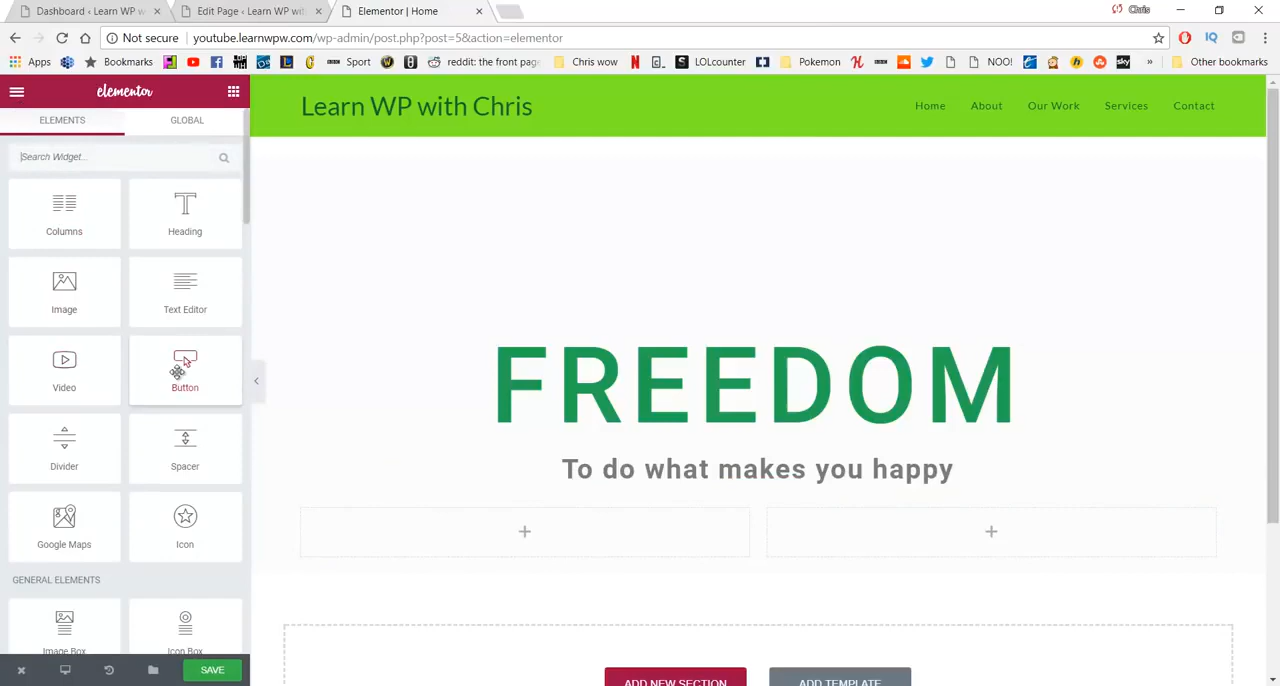 Dashboard ‹ Learn WP w
Edit Page ‹ Learn WP wit
Elementor | Home
Chris
Not secure
youtube.learnwpw.com/wp-admin/post.php?post=5&action=elementor
Apps
Bookmarks
Sport
reddit: the front page
Chris wow
LOLcounter
Pokemon
NOO!
sky
»
Other bookmarks
elementor
Learn WP with Chris
Home
About
Our Work
Services
Contact
ELEMENTS
GLOBAL
Search Widget...
Columns
Heading
Image
Text Editor
Video
Button
Divider
Spacer
Google Maps
Icon
GENERAL ELEMENTS
Image Box
Icon Box
SAVE
FREEDOM
To do what makes you happy
ADD NEW SECTION
ADD TEMPLATE